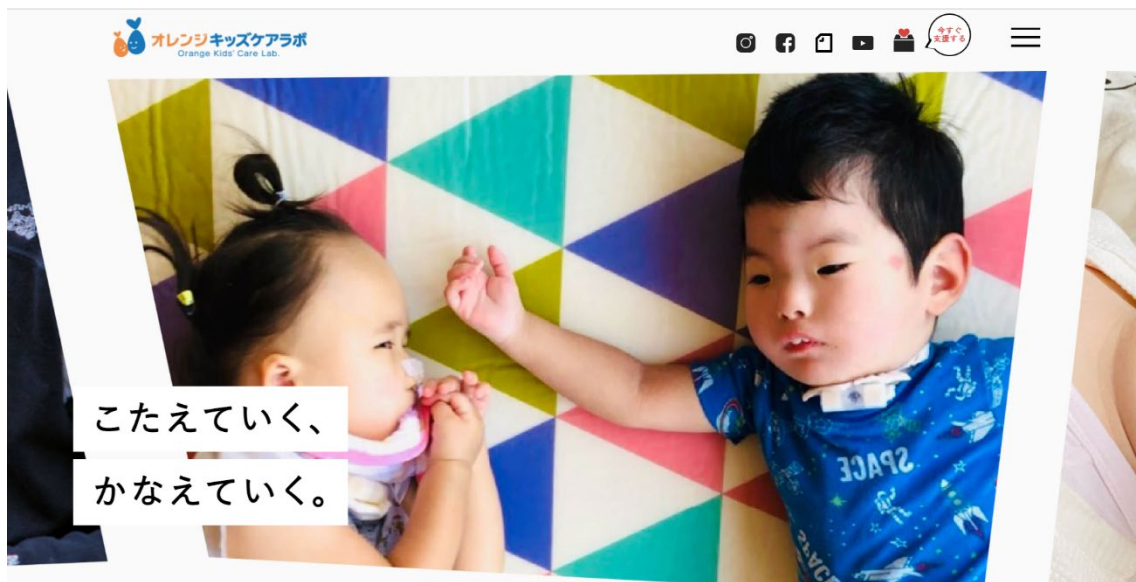 オレンジキッズケアラボ
Orange Kids' Care Lab.
今すぐ
支援する
こたえていく、
かなえていく。
SPACE
SPACE